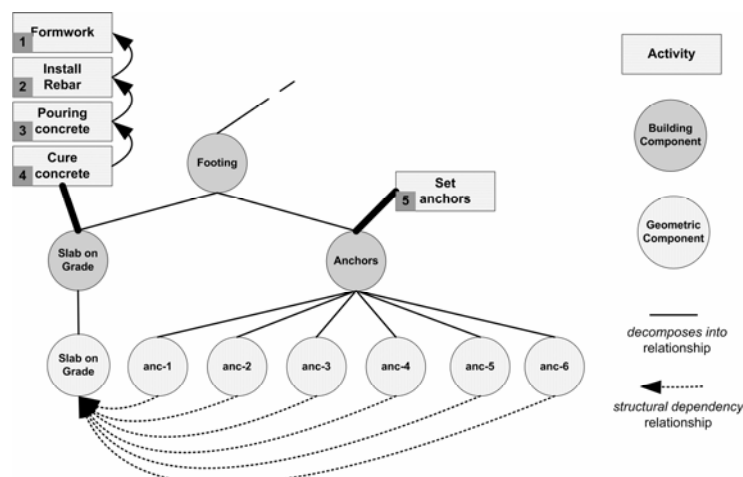 Formwork
1
Install
Rebar
2
Pouring
concrete
3
Cure
concrete
4
Footing
Set
anchors
5
Slab on
Grade
Anchors
Slab on
Grade
anc-1
anc-2
anc-3
anc-4
anc-5
anc-6
Activity
Building
Component
Geometric
Component
decomposes into
relationship
structural dependency
relationship